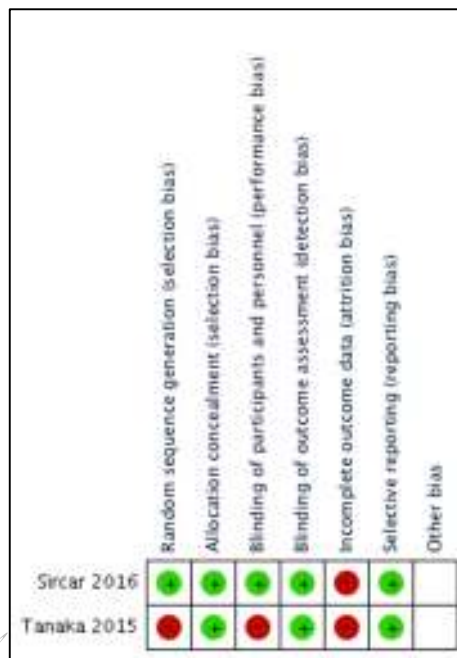 Random sequence generation (selection bias)
Allocation concealment (selection bias)
Blinding of participants and personnel (performance bias)
Blinding of outcome assessment (detection bias)
Incomplete outcome data (attrition bias)
Selective reporting (reporting bias)
Other bias
Sircar 2016
+ + + + +
Tanaka 2015
+ + +